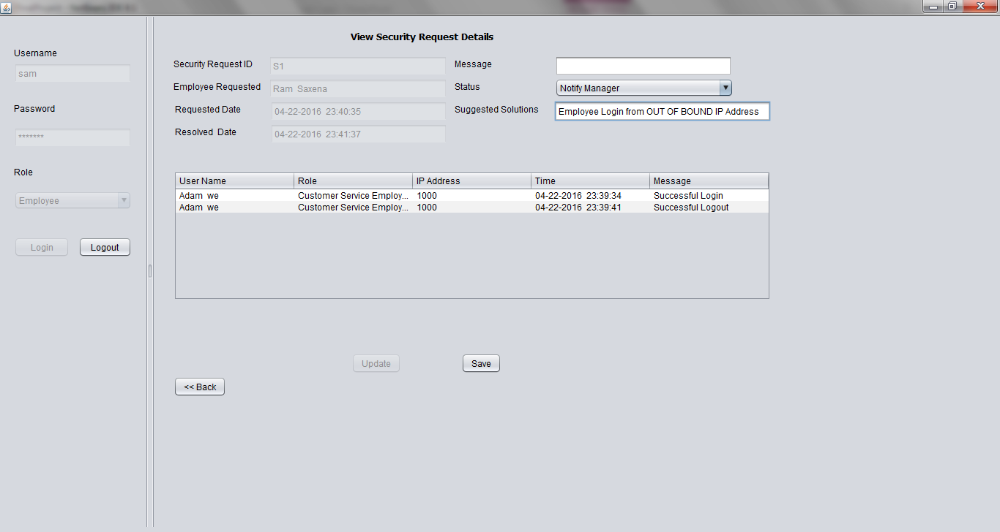 View Security Request Details
Username
sam
Password
*******
Role
Employee
Login Logout
Security Request ID S1
Employee Requested Ram Saxena
Requested Date 04-22-2016 23:40:35
Resolved Date 04-22-2016 23:41:37
Message
Status Notify Manager
Suggested Solutions Employee Login from OUT OF BOUND IP Address
User Name Role IP Address Time Message
Adam we Customer Service Employ... 1000 04-22-2016 23:39:34 Successful Login
Adam we Customer Service Employ... 1000 04-22-2016 23:39:41 Successful Logout
Update Save
<< Back